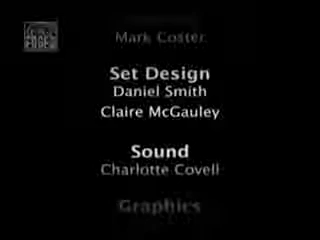 Mark Coster
Set Design
Daniel Smith
Claire McGauley
Sound
Charlotte Covell
Graphics